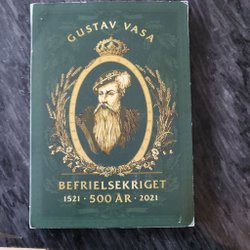 GUSTAV VASA
BEFRIELSEKRIGET
1521 · 500 ÅR · 2021